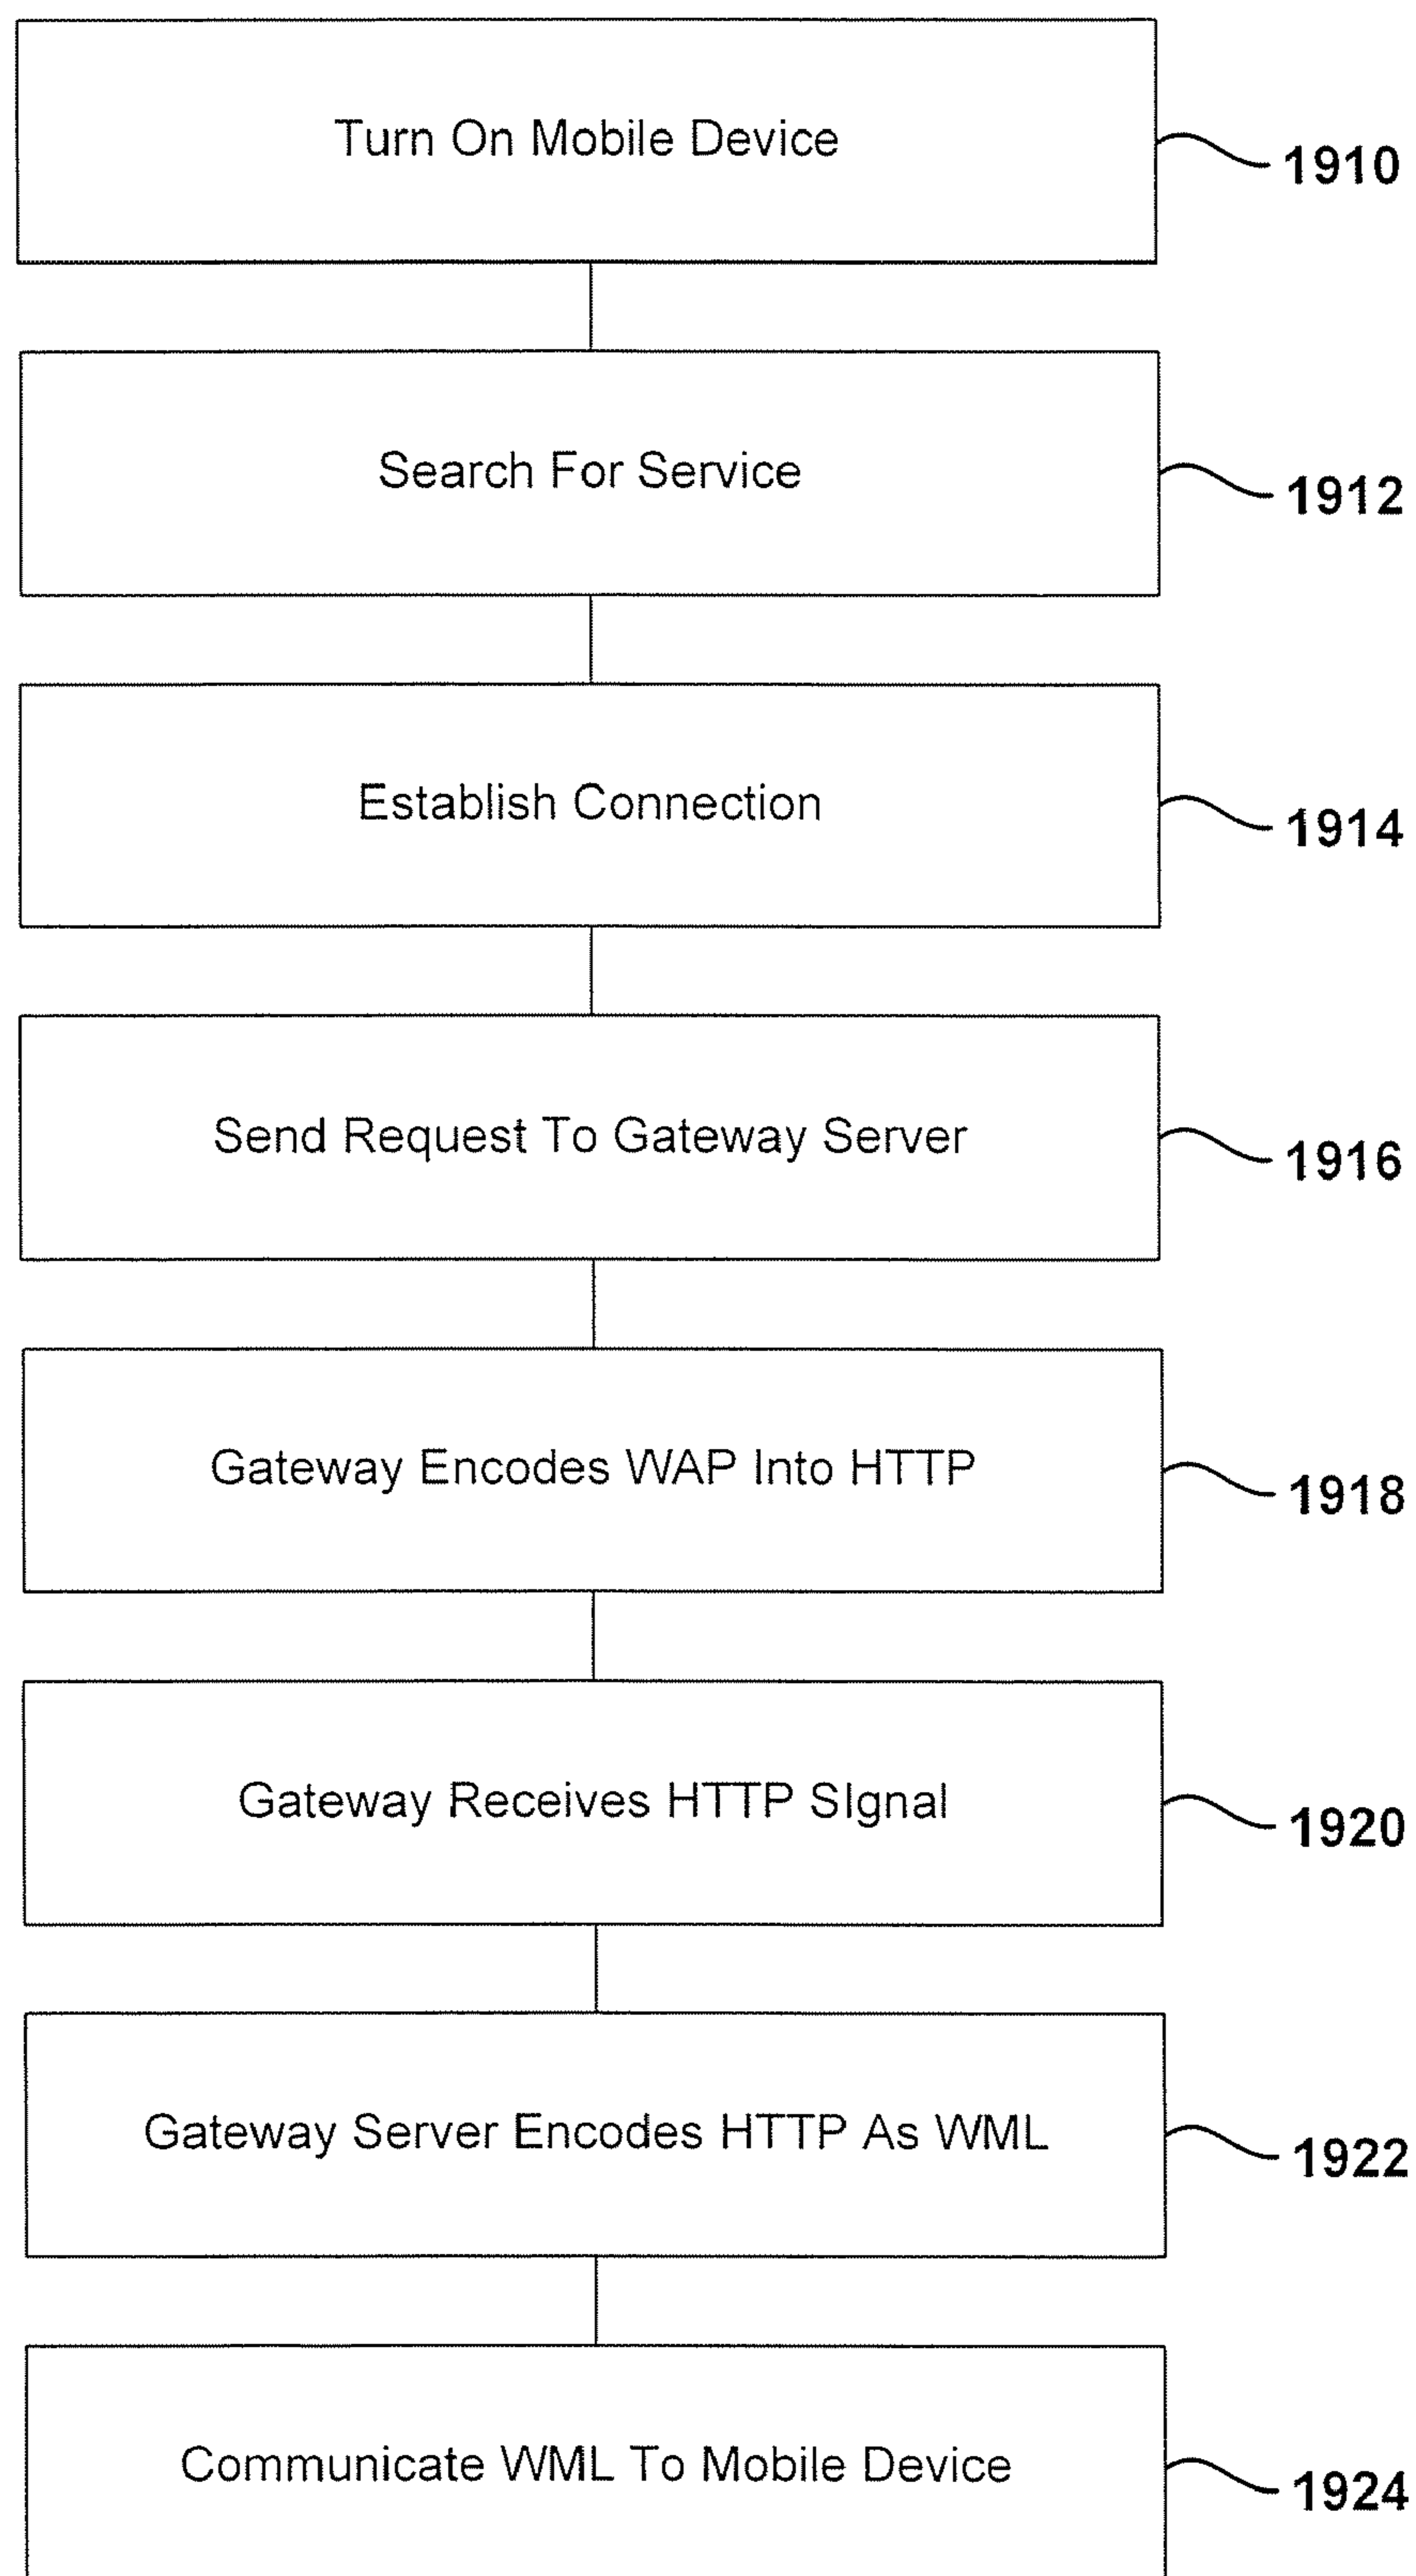 Turn On Mobile Device
1910
Search For Service
1912
Establish Connection
1914
Send Request To Gateway Server
1916
Gateway Encodes WAP Into HTTP
1918
Gateway Receives HTTP SIgnal
1920
Gateway Server Encodes HTTP As WML
1922
Communicate WML To Mobile Device
1924